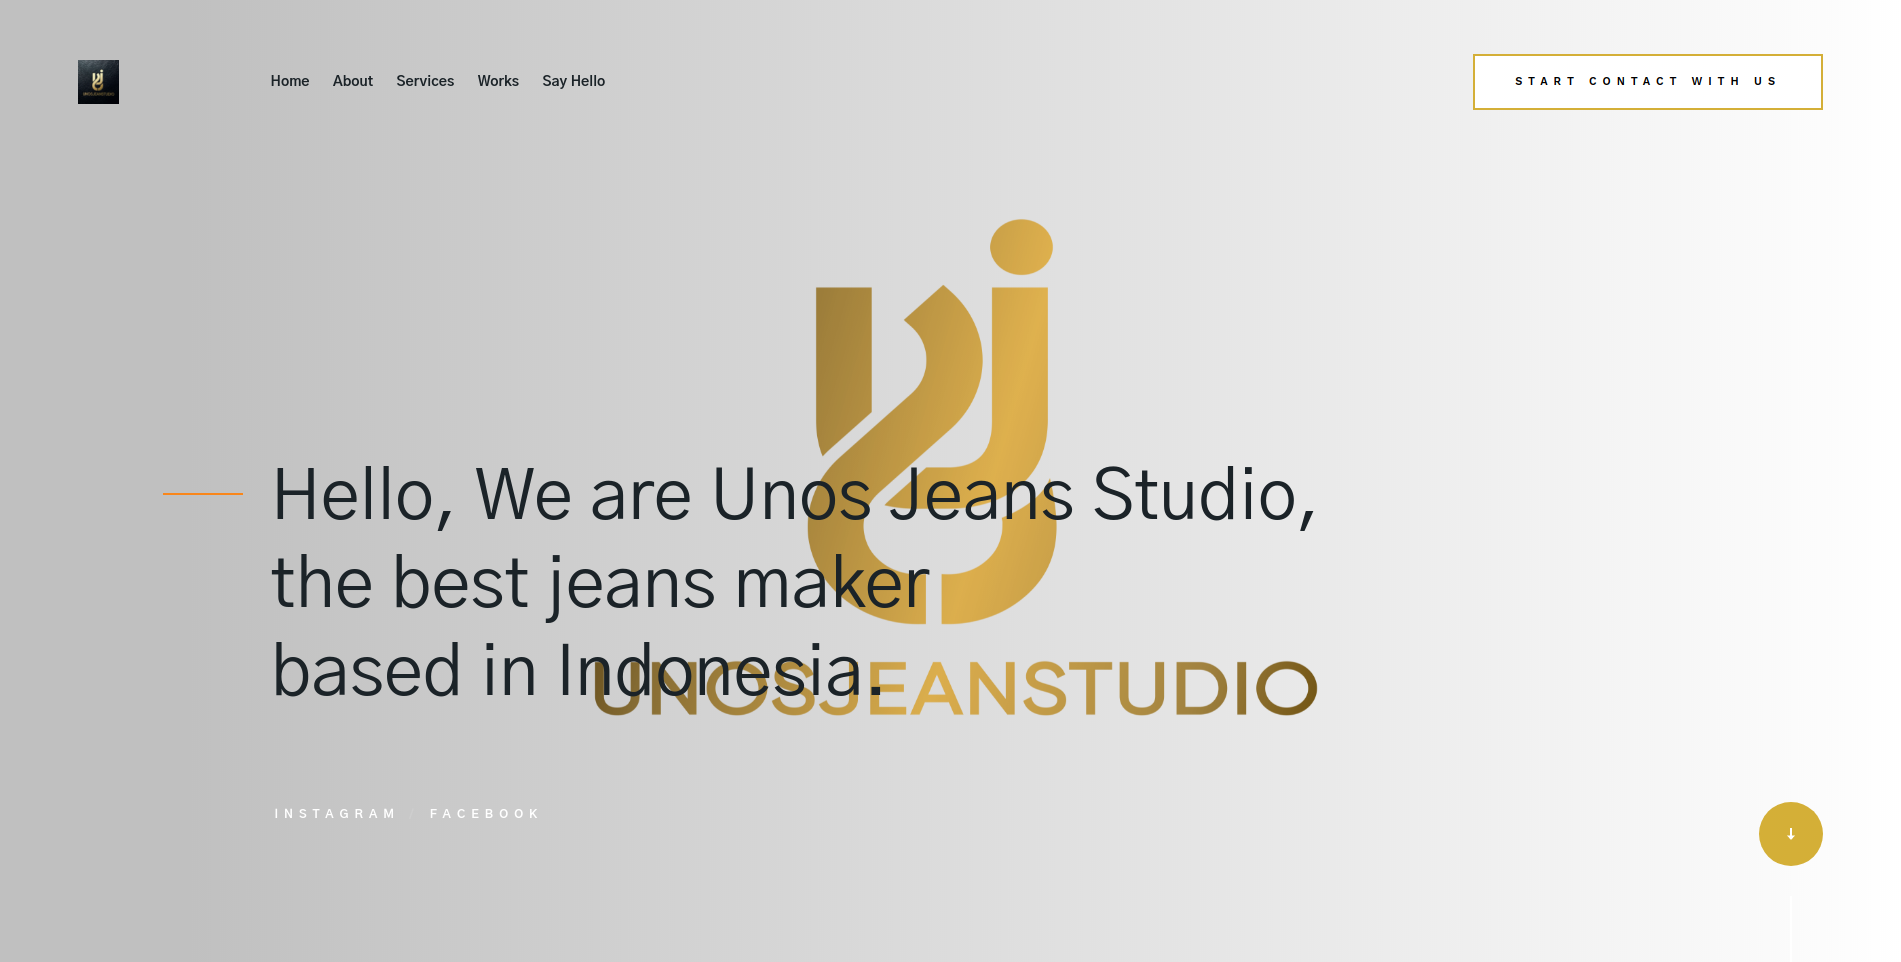 Home About Services Works Say Hello
START CONTACT WITH US
Hello, We are Unos Jeans Studio,
the best jeans maker
based in Indonesia.
UNOSJEANSTUDIO
INSTAGRAM / FACEBOOK